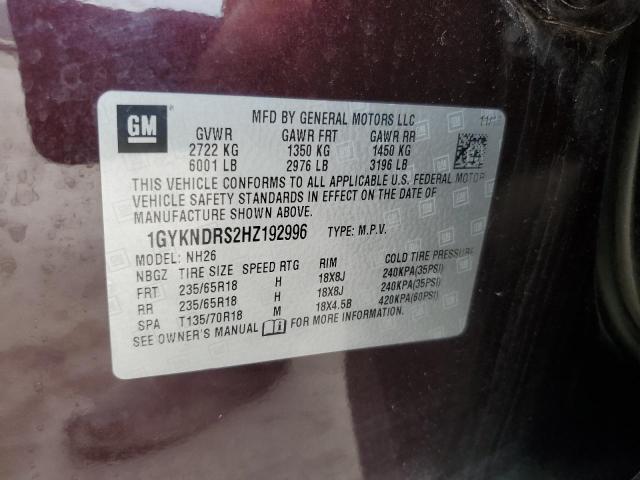 GM
MFD BY GENERAL MOTORS LLC
GVWR GAWR FRT GAWR RR
2722 KG 1350 KG 1450 KG
6001 LB 2976 LB 3196 LB
THIS VEHICLE CONFORMS TO ALL APPLICABLE U.S. FEDERAL MOTOR
VEHICLE SAFETY STANDARDS IN EFFECT ON THE DATE OF
MANUFACTURE SHOWN ABOVE.
1GYKNDRS2HZ192996 TYPE: M.P.V.
MODEL: NH26
NBGZ TIRE SIZE SPEED RTG RIM COLD TIRE PRESSURE
FRT 235/65R18 H 18X8J 240KPA(35PSI)
RR 235/65R18 H 18X8J 240KPA(35PSI)
SPA T135/70R18 M 18X4.5B 420KPA(60PSI)
SEE OWNER'S MANUAL FOR MORE INFORMATION.